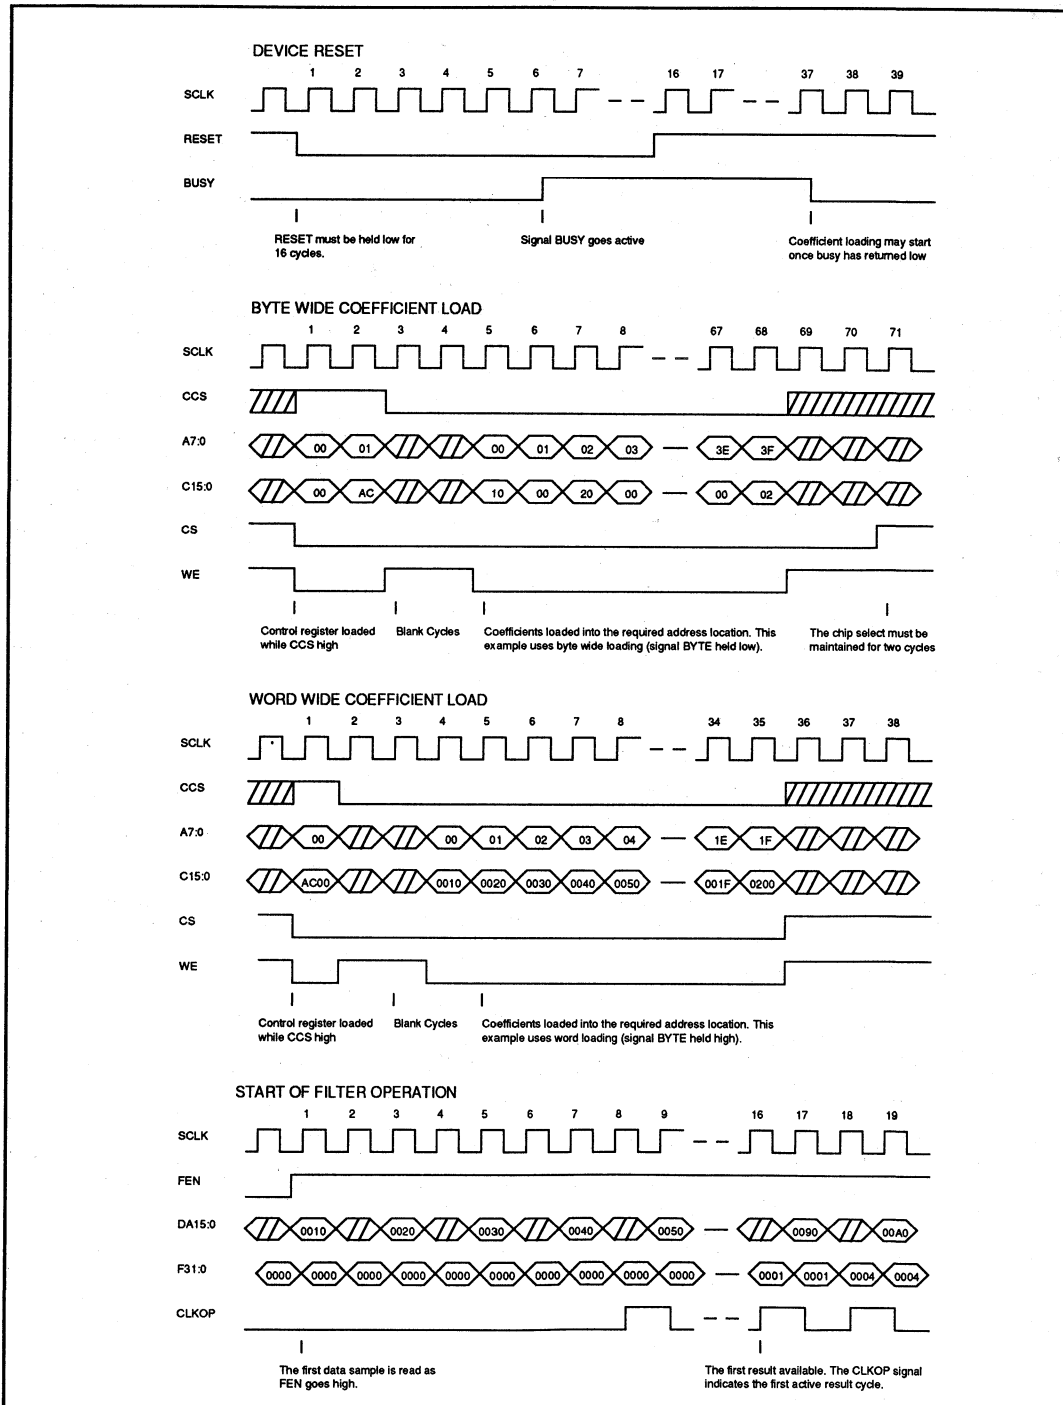 DEVICE RESET
1 2 3 4 5 6 7 16 17 37 38 39
SCLK
RESET
BUSY
RESET must be held low for
16 cycles.
Signal BUSY goes active
Coefficient loading may start
once busy has returned low
BYTE WIDE COEFFICIENT LOAD
1 2 3 4 5 6 7 8 67 68 69 70 71
SCLK
CCS
A7:0 00 01 00 01 02 03 3E 3F
C15:0 00 AC 10 00 20 00 00 02
CS
WE
Control register loaded
while CCS high
Blank Cycles
Coefficients loaded into the required address location. This
example uses byte wide loading (signal BYTE held low).
The chip select must be
maintained for two cycles
WORD WIDE COEFFICIENT LOAD
1 2 3 4 5 6 7 8 34 35 36 37 38
SCLK
CCS
A7:0 00 00 01 02 03 04 1E 1F
C15:0 AC00 0010 0020 0030 0040 0050 001F 0200
CS
WE
Control register loaded
while CCS high
Blank Cycles
Coefficients loaded into the required address location. This
example uses word loading (signal BYTE held high).
START OF FILTER OPERATION
1 2 3 4 5 6 7 8 9 16 17 18 19
SCLK
FEN
DA15:0 0010 0020 0030 0040 0050 0090 00A0
F31:0 0000 0000 0000 0000 0000 0000 0000 0000 0000 0000 0001 0001 0004 0004
CLKOP
The first data sample is read as
FEN goes high.
The first result available. The CLKOP signal
indicates the first active result cycle.